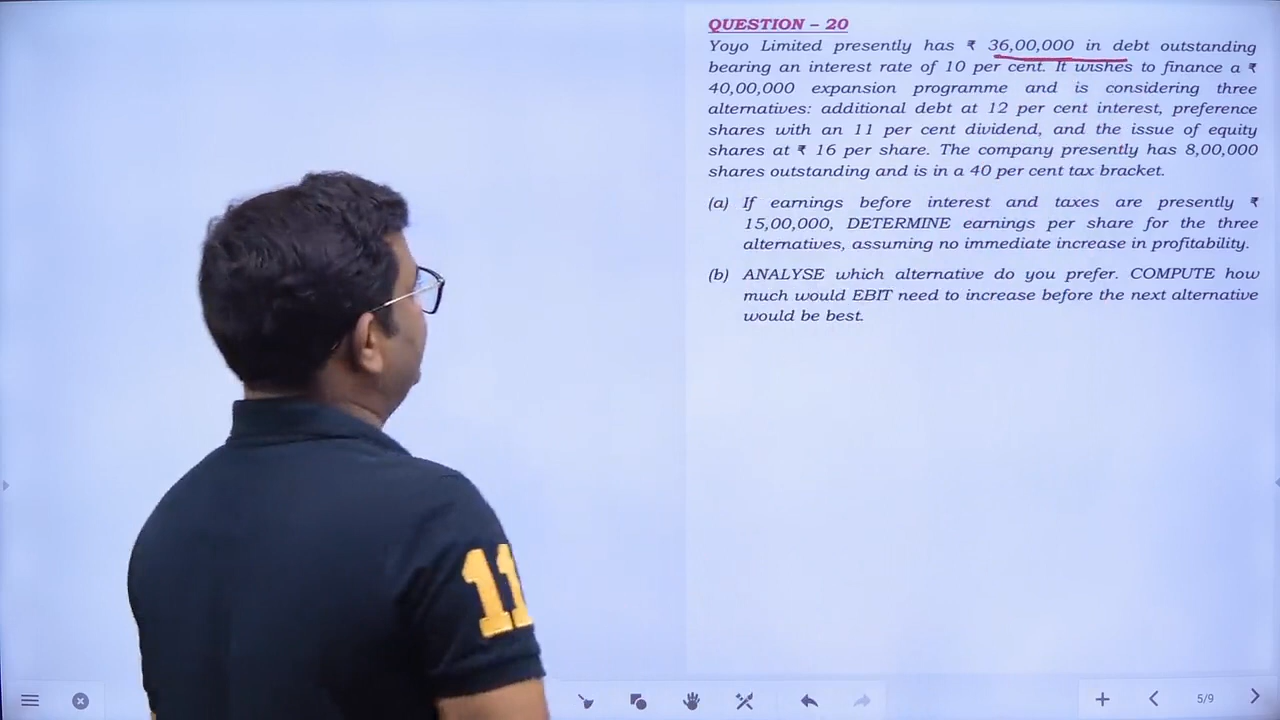 QUESTION – 20
Yoyo Limited presently has ₹ 36,00,000 in debt outstanding
bearing an interest rate of 10 per cent. It wishes to finance a ₹
40,00,000 expansion programme and is considering three
alternatives: additional debt at 12 per cent interest, preference
shares with an 11 per cent dividend, and the issue of equity
shares at ₹ 16 per share. The company presently has 8,00,000
shares outstanding and is in a 40 per cent tax bracket.
(a) If earnings before interest and taxes are presently ₹
15,00,000, DETERMINE earnings per share for the three
alternatives, assuming no immediate increase in profitability.
(b) ANALYSE which alternative do you prefer. COMPUTE how
much would EBIT need to increase before the next alternative
would be best.
11
5/9